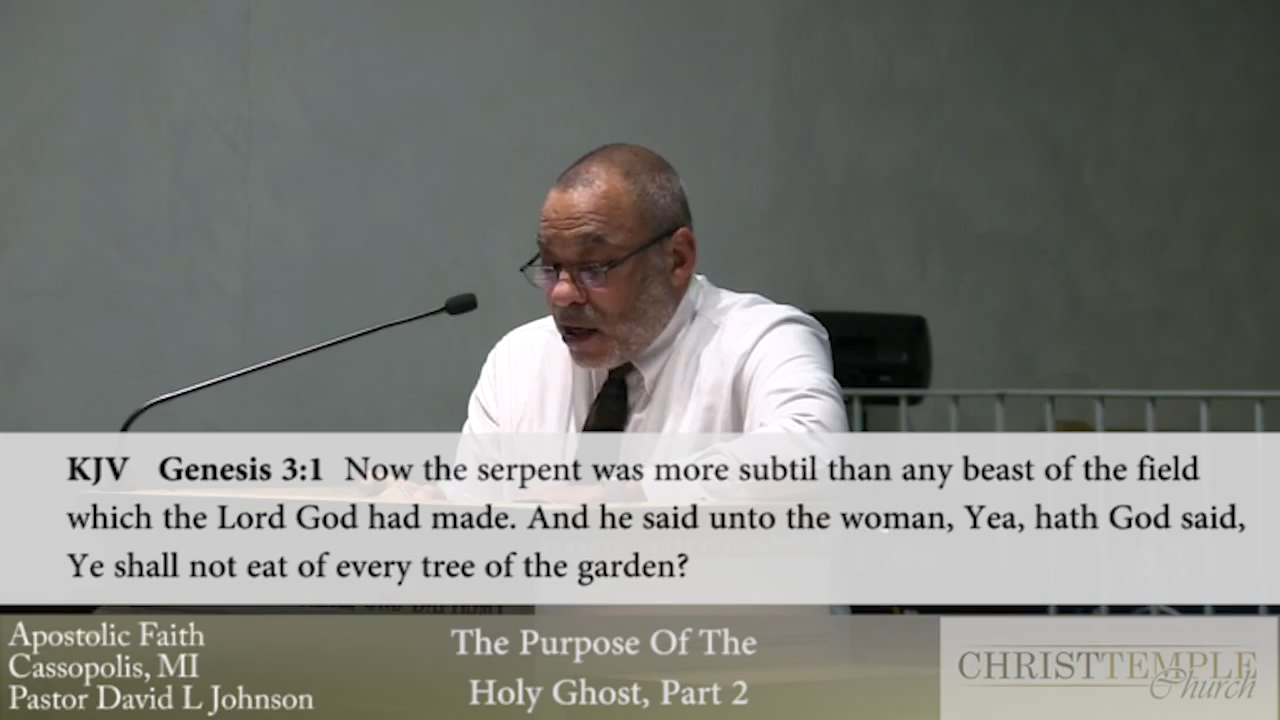 KJV Genesis 3:1 Now the serpent was more subtil than any beast of the field
which the Lord God had made. And he said unto the woman, Yea, hath God said,
Ye shall not eat of every tree of the garden?
Apostolic Faith
Cassopolis, MI
Pastor David L Johnson
The Purpose Of The
Holy Ghost, Part 2
CHRISTTEMPLE
Church